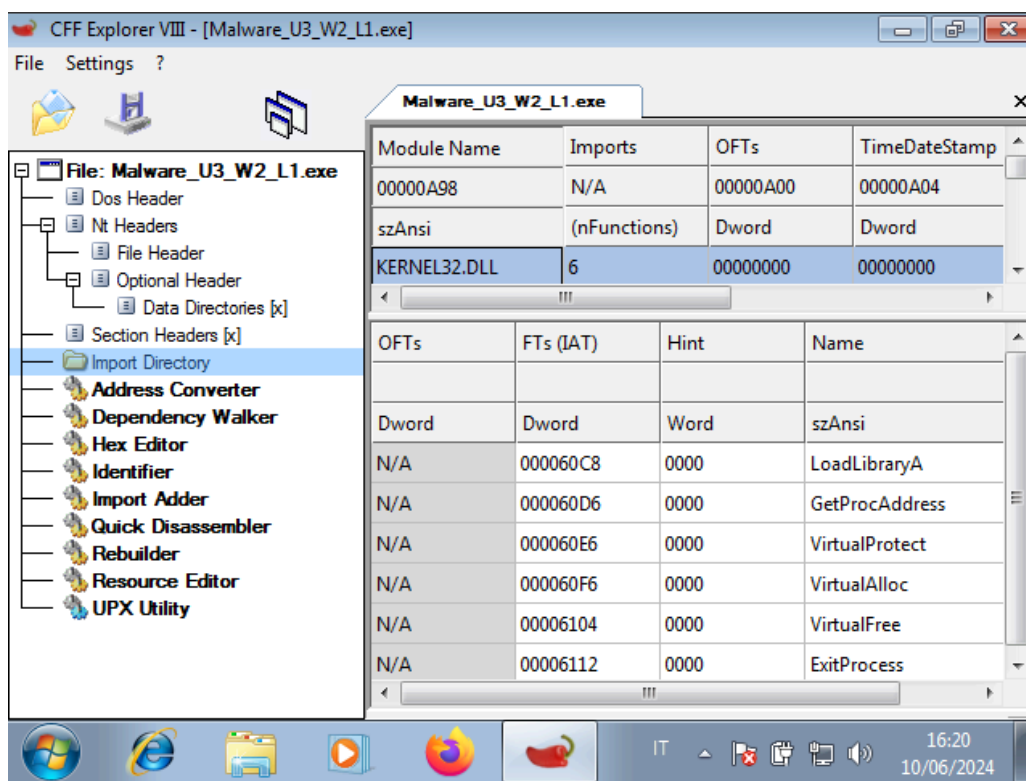 CFF Explorer VIII - [Malware_U3_W2_L1.exe]
File Settings ?
Malware_U3_W2_L1.exe
File: Malware_U3_W2_L1.exe
Dos Header
Nt Headers
File Header
Optional Header
Data Directories [x]
Section Headers [x]
Import Directory
Address Converter
Dependency Walker
Hex Editor
Identifier
Import Adder
Quick Disassembler
Rebuilder
Resource Editor
UPX Utility
Module Name Imports OFTs TimeDateStamp
00000A98 N/A 00000A00 00000A04
szAnsi (nFunctions) Dword Dword
KERNEL32.DLL 6 00000000 00000000
OFTs FTs (IAT) Hint Name
Dword Dword Word szAnsi
N/A 000060C8 0000 LoadLibraryA
N/A 000060D6 0000 GetProcAddress
N/A 000060E6 0000 VirtualProtect
N/A 000060F6 0000 VirtualAlloc
N/A 00006104 0000 VirtualFree
N/A 00006112 0000 ExitProcess
IT
16:20
10/06/2024